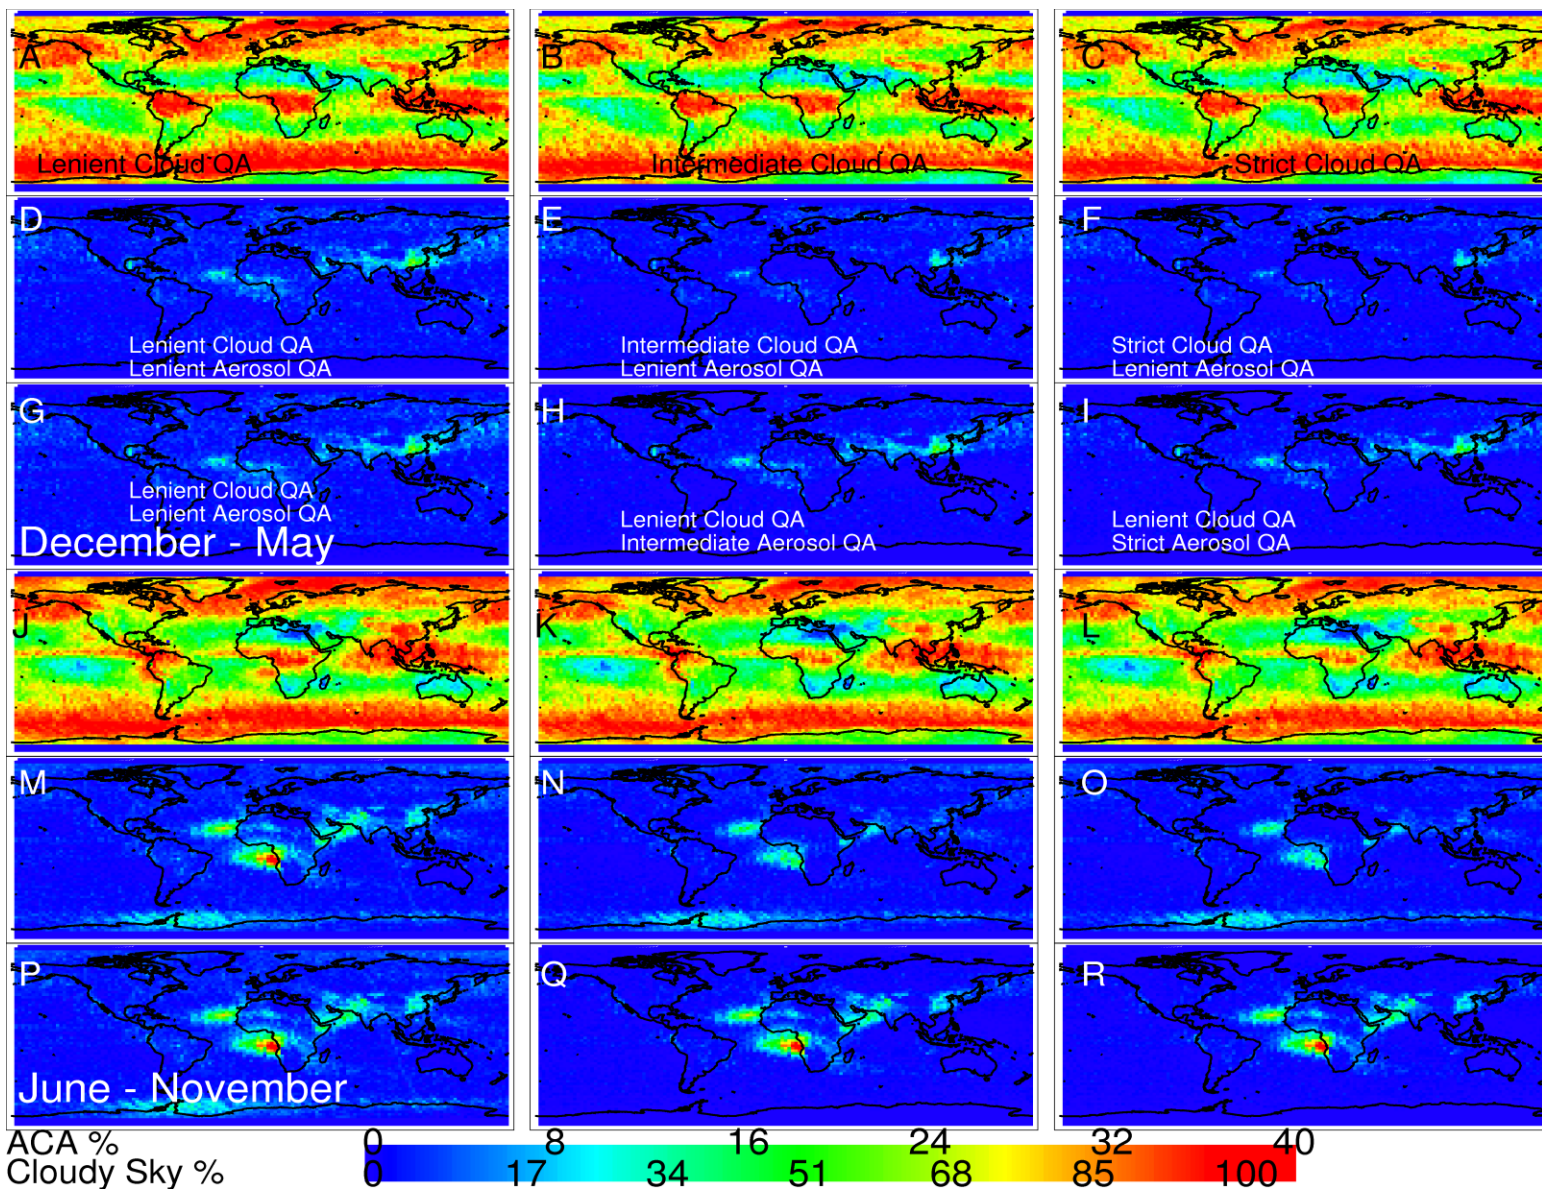 A
B
C
Lenient Cloud QA
Intermediate Cloud QA
Strict Cloud QA
D
E
F
Lenient Cloud QA
Lenient Aerosol QA
Intermediate Cloud QA
Lenient Aerosol QA
Strict Cloud QA
Lenient Aerosol QA
G
H
I
Lenient Cloud QA
Lenient Aerosol QA
Lenient Cloud QA
Intermediate Aerosol QA
Lenient Cloud QA
Strict Aerosol QA
December - May
J
K
L
M
N
O
P
Q
R
June - November
ACA % 0 8 16 24 32 40
Cloudy Sky % 0 17 34 51 68 85 100